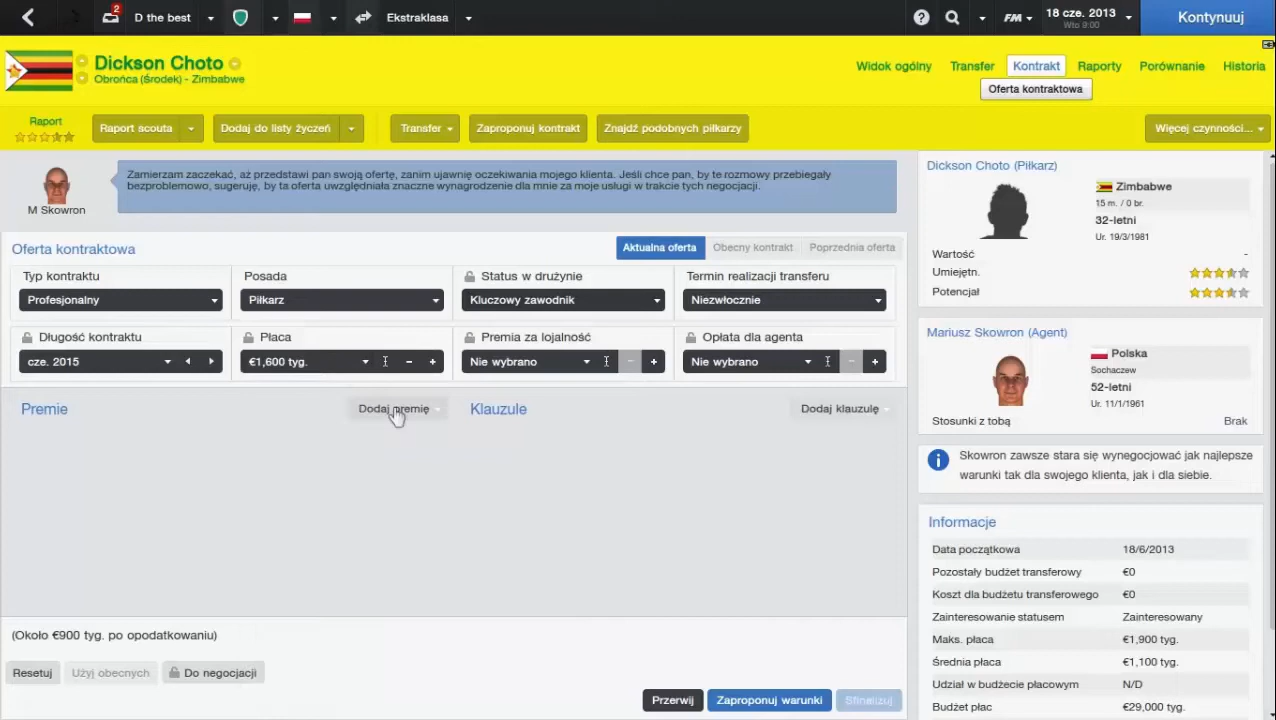 2
D the best
Ekstraklasa
FM
18 cze. 2013
Wto 9:00
Kontynuuj
Dickson Choto
Obrońca (Środek) - Zimbabwe
Widok ogólny
Transfer
Kontrakt
Raporty
Porównanie
Historia
Oferta kontraktowa
Raport
Raport scouta
Dodaj do listy życzeń
Transfer
Zaproponuj kontrakt
Znajdź podobnych piłkarzy
Więcej czynności...
M Skowron
Zamierzam zaczekać, aż przedstawi pan swoją ofertę, zanim ujawnię oczekiwania mojego klienta. Jeśli chce pan, by te rozmowy przebiegały
bezproblemowo, sugeruję, by ta oferta uwzględniała znaczne wynagrodzenie dla mnie za moje usługi w trakcie tych negocjacji.
Oferta kontraktowa
Aktualna oferta
Obecny kontrakt
Poprzednia oferta
Typ kontraktu
Posada
Status w drużynie
Termin realizacji transferu
Profesjonalny
Piłkarz
Kluczowy zawodnik
Niezwłocznie
Długość kontraktu
Płaca
Premia za lojalność
Opłata dla agenta
cze. 2015
€1,600 tyg.
Nie wybrano
Nie wybrano
Premie
Dodaj premię
Klauzule
Dodaj klauzulę
(Około €900 tyg. po opodatkowaniu)
Resetuj
Użyj obecnych
Do negocjacji
Przerwij
Zaproponuj warunki
Sfinalizuj
Dickson Choto (Piłkarz)
Zimbabwe
15 m. / 0 br.
32-letni
Ur. 19/3/1981
Wartość
-
Umiejętn.
Potencjał
Mariusz Skowron (Agent)
Polska
Sochaczew
52-letni
Ur. 11/1/1961
Stosunki z tobą
Brak
Skowron zawsze stara się wynegocjować jak najlepsze
warunki tak dla swojego klienta, jak i dla siebie.
Informacje
Data początkowa
18/6/2013
Pozostały budżet transferowy
€0
Koszt dla budżetu transferowego
€0
Zainteresowanie statusem
Zainteresowany
Maks. płaca
€1,900 tyg.
Średnia płaca
€1,100 tyg.
Udział w budżecie płacowym
N/D
Budżet płac
€29,000 tyg.